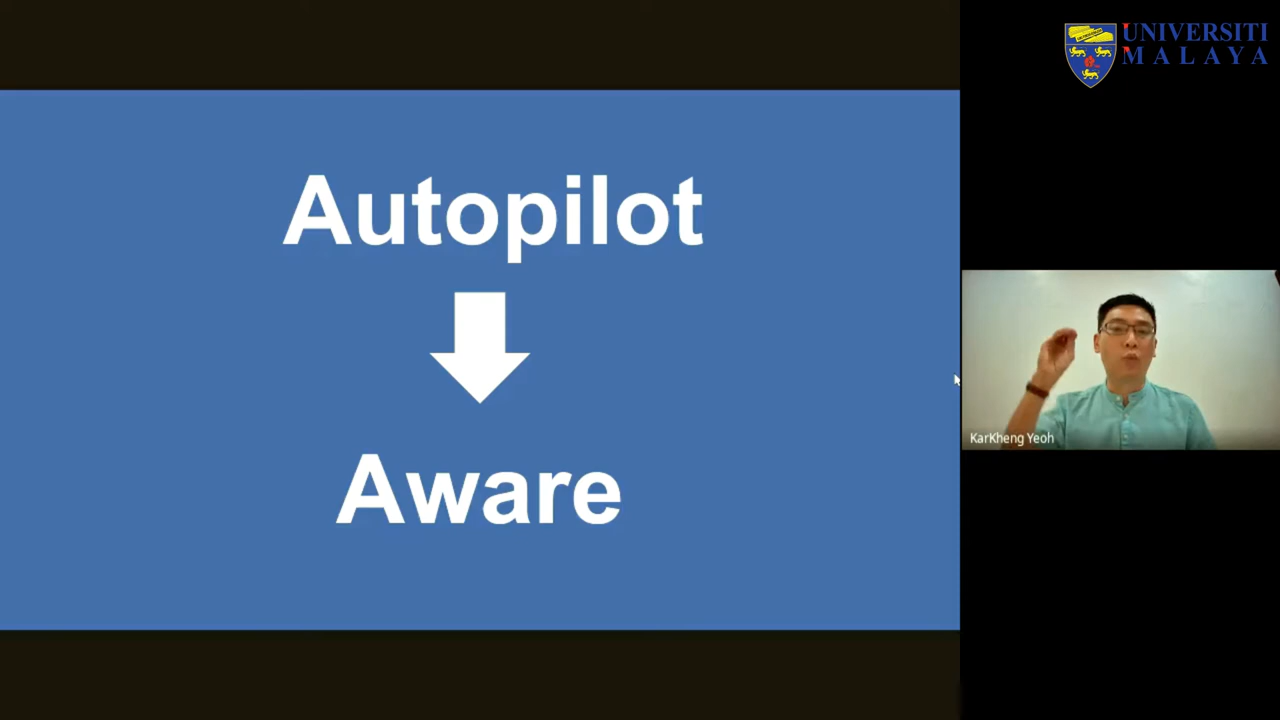 Autopilot
Aware
UNIVERSITI
MALAYA
KarKheng Yeoh